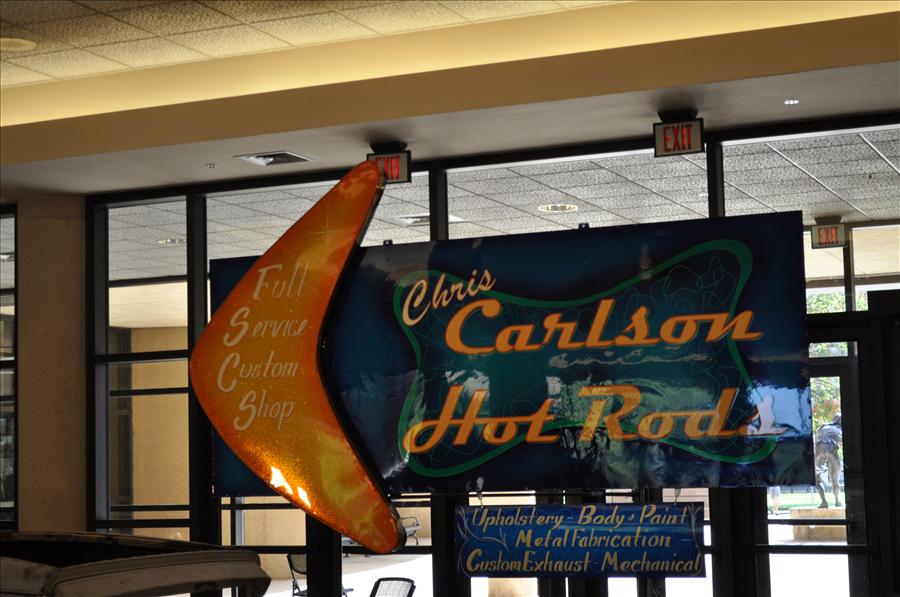 EXIT
EXIT
EXIT
Full
Service
Custom
Shop
Chris
Carlson
Hot Rods
Upholstery - Body & Paint
Metal Fabrication
Custom Exhaust - Mechanical